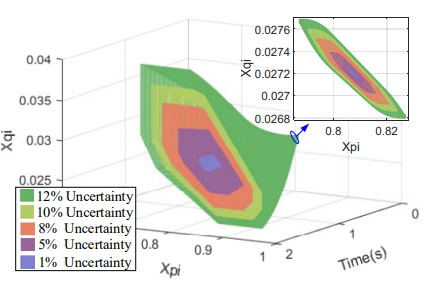 0.04
0.035
0.03
0.025
Xqi
0.8
0.9
1
Xpi
2
1
0
Time(s)
12% Uncertainty
10% Uncertainty
8% Uncertainty
5% Uncertainty
1% Uncertainty
0.0276
0.0274
0.0272
0.027
0.0268
Xqi
0.8
0.82
Xpi